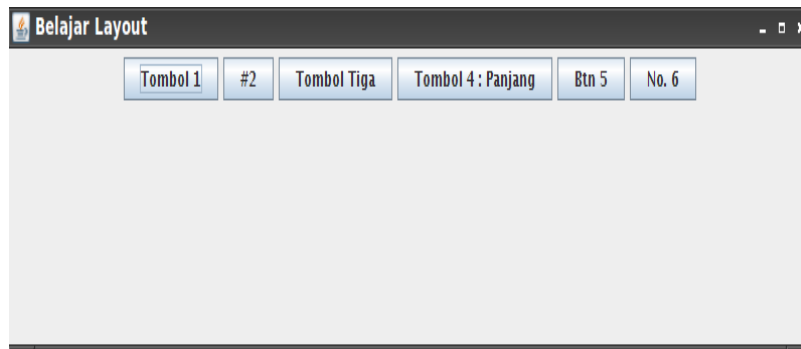 Belajar Layout
Tombol 1 #2 Tombol Tiga Tombol 4 : Panjang Btn 5 No. 6